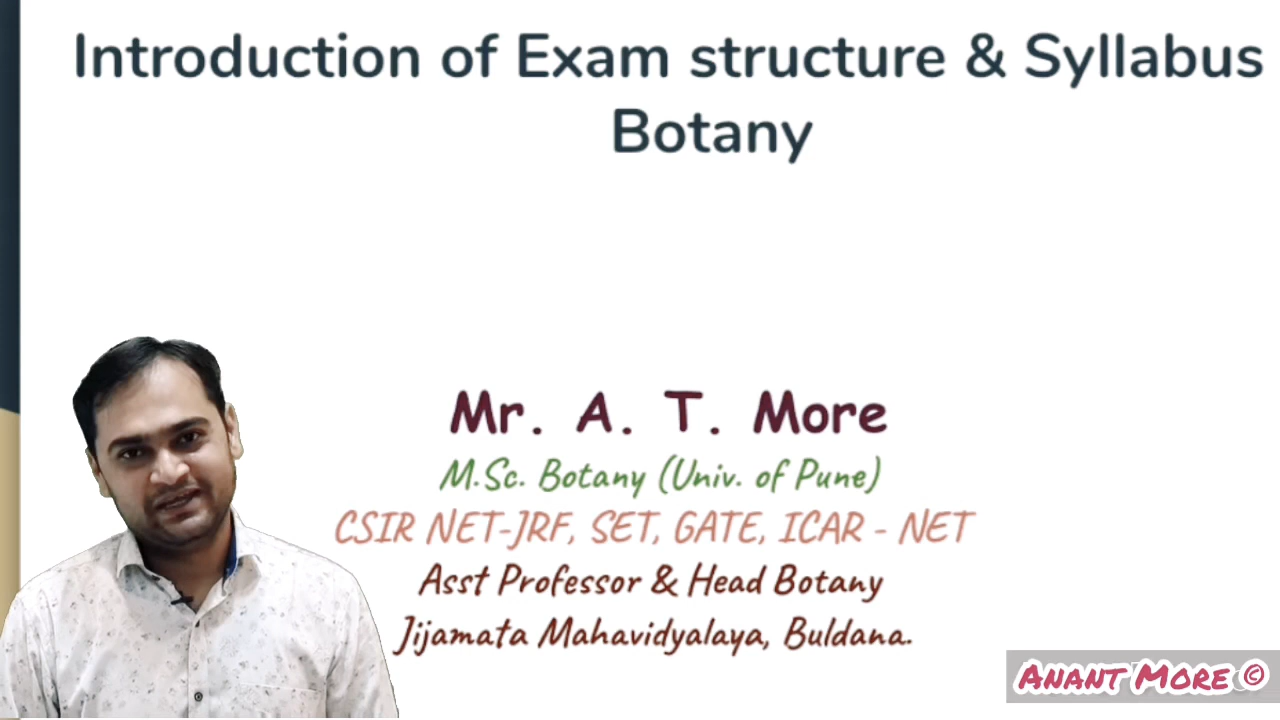 Introduction of Exam structure & Syllabus
Botany
Mr. A. T. More
M.Sc. Botany (Univ. of Pune)
CSIR NET-JRF, SET, GATE, ICAR - NET
Asst Professor & Head Botany
Jijamata Mahavidyalaya, Buldana.
ANANT MORE ©